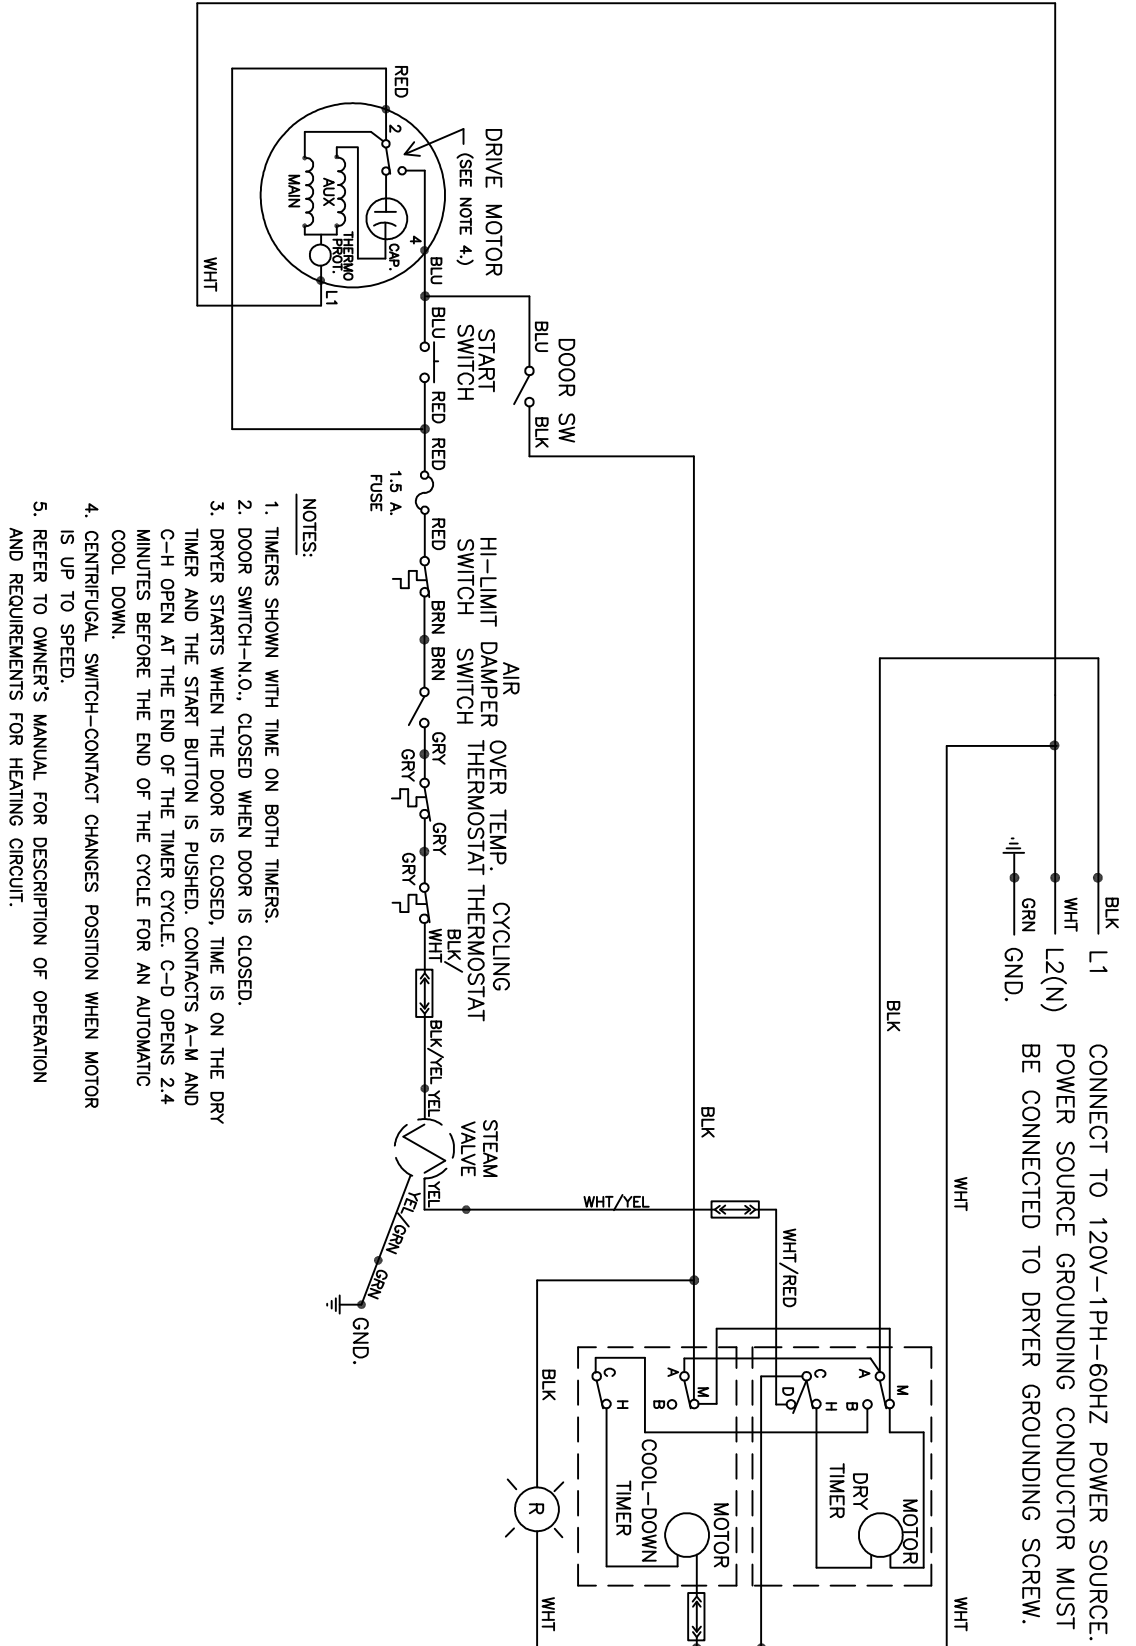 BLK
L1
WHT
L2(N)
GRN
GND.
CONNECT TO 120V-1PH-60HZ POWER SOURCE.
POWER SOURCE GROUNDING CONDUCTOR MUST
BE CONNECTED TO DRYER GROUNDING SCREW.
BLK
WHT
WHT
RED
2
DRIVE MOTOR
(SEE NOTE 4.)
MAIN
AUX
CAP.
THERMO
PROT.
4
L1
WHT
BLU
BLU
START
SWITCH
RED
RED
DOOR SW
BLU
BLK
BLK
1.5 A.
FUSE
RED
HI-LIMIT
SWITCH
BRN
BRN
AIR
DAMPER
SWITCH
GRY
GRY
OVER TEMP.
THERMOSTAT
GRY
GRY
CYCLING
THERMOSTAT
BLK/
WHT
BLK/YEL
YEL
STEAM
VALVE
YEL
YEL/GRN
GRN
GND.
WHT/YEL
WHT/RED
M
A
B
H
C
D
DRY
TIMER
MOTOR
M
A
B
H
C
COOL-DOWN
TIMER
MOTOR
BLK
R
WHT
NOTES:
1. TIMERS SHOWN WITH TIME ON BOTH TIMERS.
2. DOOR SWITCH-N.O., CLOSED WHEN DOOR IS CLOSED.
3. DRYER STARTS WHEN THE DOOR IS CLOSED, TIME IS ON THE DRY
TIMER AND THE START BUTTON IS PUSHED. CONTACTS A-M AND
C-H OPEN AT THE END OF THE TIMER CYCLE. C-D OPENS 2.4
MINUTES BEFORE THE END OF THE CYCLE FOR AN AUTOMATIC
COOL DOWN.
4. CENTRIFUGAL SWITCH-CONTACT CHANGES POSITION WHEN MOTOR
IS UP TO SPEED.
5. REFER TO OWNER'S MANUAL FOR DESCRIPTION OF OPERATION
AND REQUIREMENTS FOR HEATING CIRCUIT.